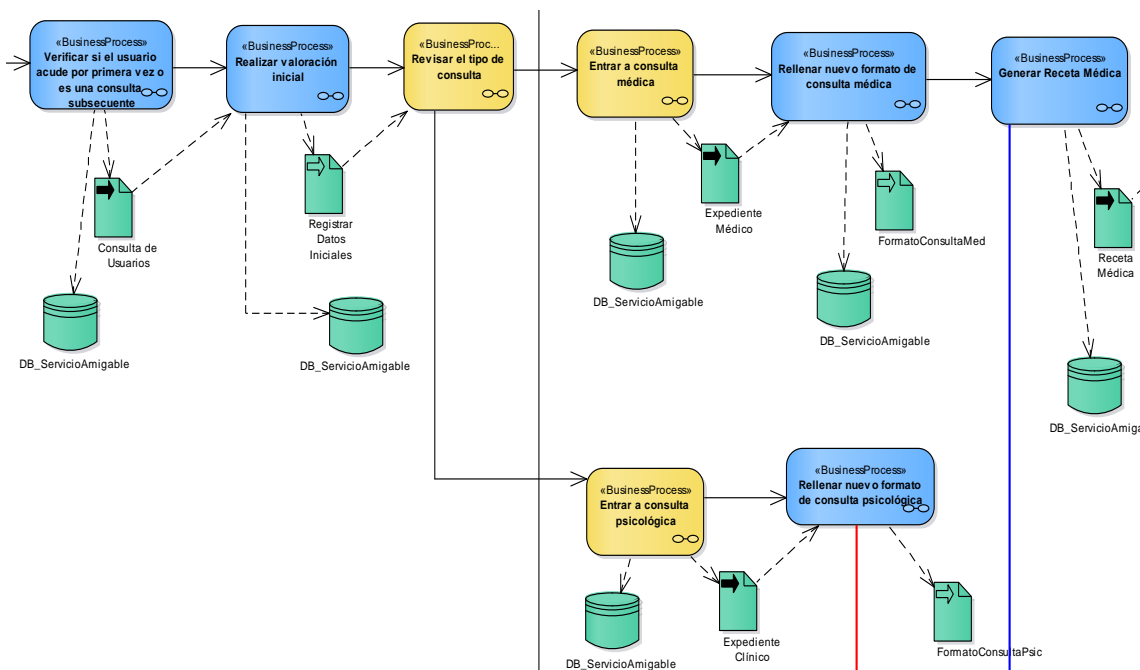 «BusinessProcess»
Verificar si el usuario
acude por primera vez o
es una consulta
subsecuente
«BusinessProcess»
Realizar valoración
inicial
«BusinessProc...
Revisar el tipo de
consulta
«BusinessProcess»
Entrar a consulta
médica
«BusinessProcess»
Rellenar nuevo formato de
consulta médica
«BusinessProcess»
Generar Receta Médica
Consulta de
Usuarios
Registrar
Datos
Iniciales
Expediente
Médico
FormatoConsultaMed
Receta
Médica
DB_ServicioAmigable
DB_ServicioAmigable
DB_ServicioAmigable
DB_ServicioAmigable
DB_ServicioAmiga
«BusinessProcess»
Entrar a consulta
psicológica
«BusinessProcess»
Rellenar nuevo formato
de consulta psicológica
Expediente
Clínico
FormatoConsultaPsic
DB_ServicioAmigable